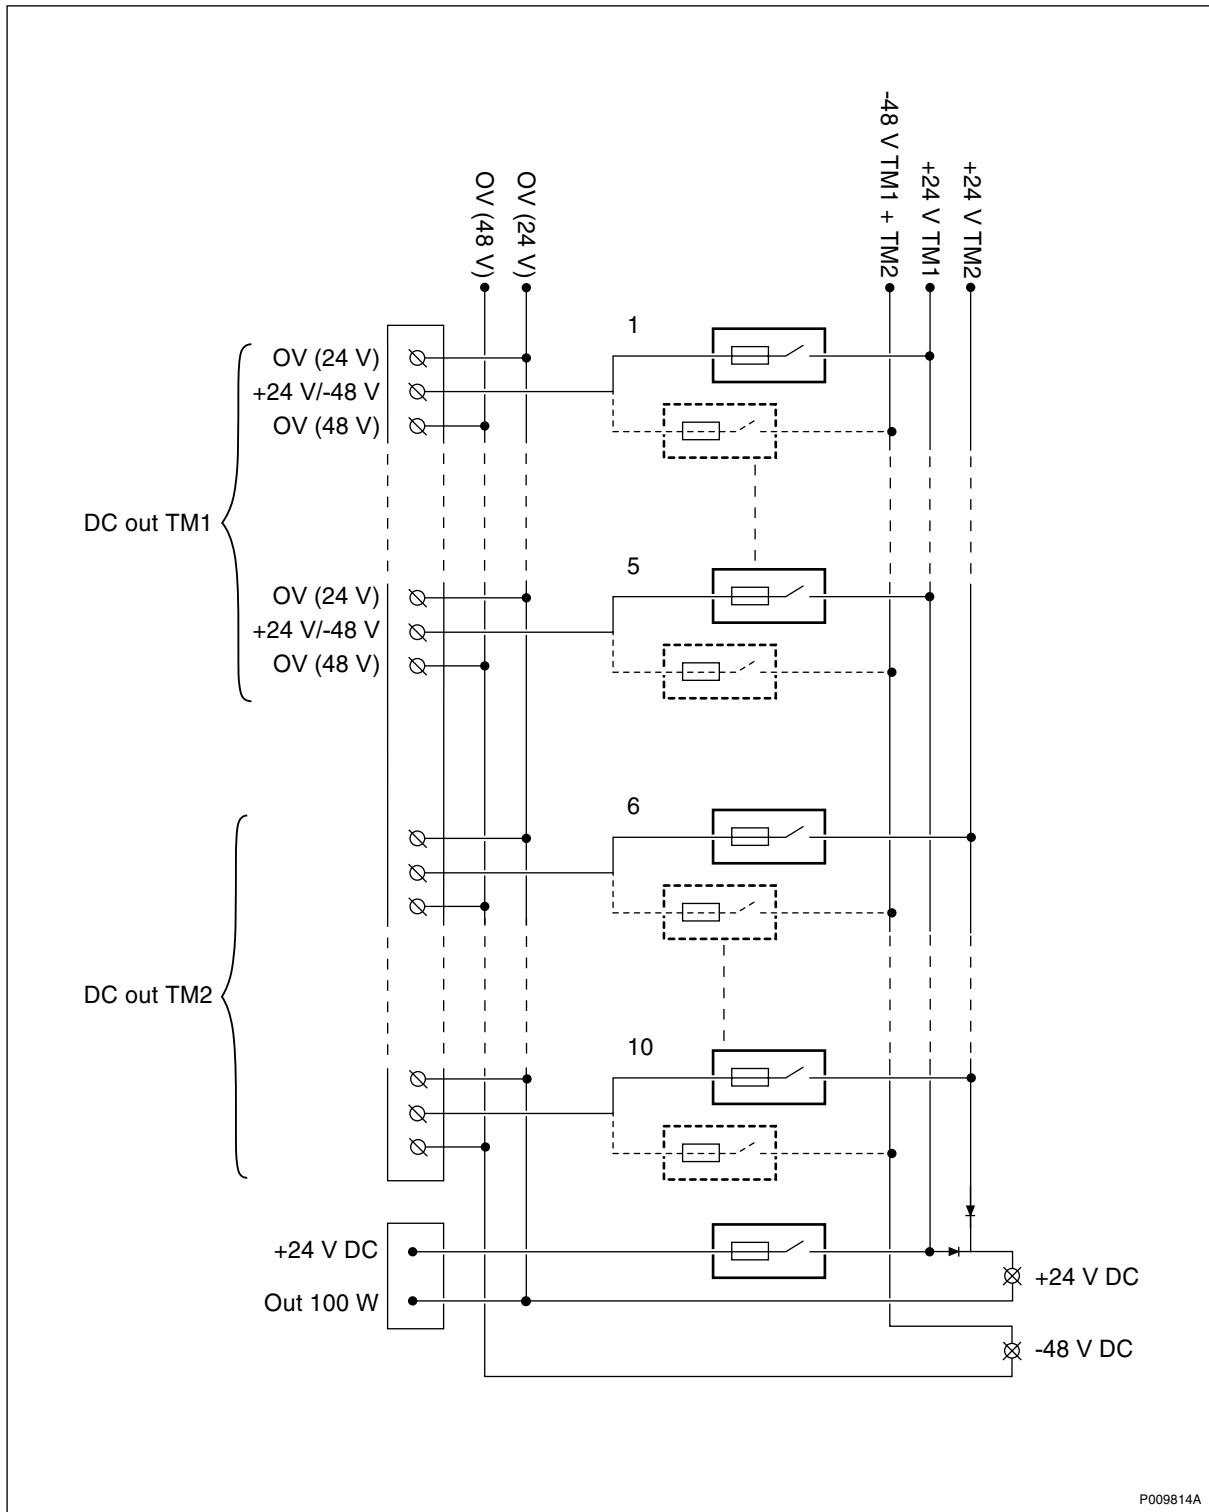 -48 V TM1 + TM2
+24 V TM1
+24 V TM2
OV (48 V)
OV (24 V)
1
OV (24 V)
+24 V/-48 V
OV (48 V)
DC out TM1
5
OV (24 V)
+24 V/-48 V
OV (48 V)
6
DC out TM2
10
+24 V DC
+24 V DC
Out 100 W
-48 V DC
P009814A